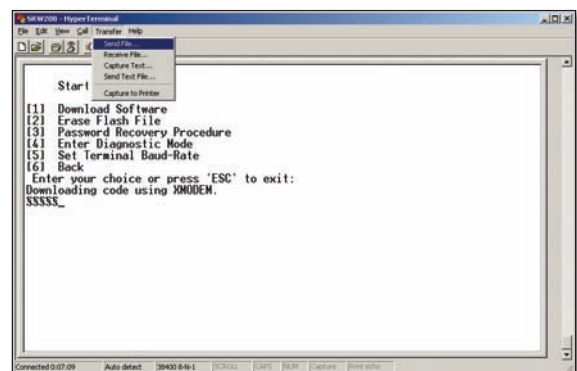 SRW208 - HyperTerminal
File Edit View Call Transfer Help
Send File...
Receive File...
Capture Text...
Send Text File...
Capture to Printer
Start
[1] Download Software
[2] Erase Flash File
[3] Password Recovery Procedure
[4] Enter Diagnostic Mode
[5] Set Terminal Baud-Rate
[6] Back
Enter your choice or press 'ESC' to exit:
Downloading code using XMODEM.
Connected 0:07:09 Auto detect 38400 8-N-1 SCROLL CAPS NUM Capture Print echo